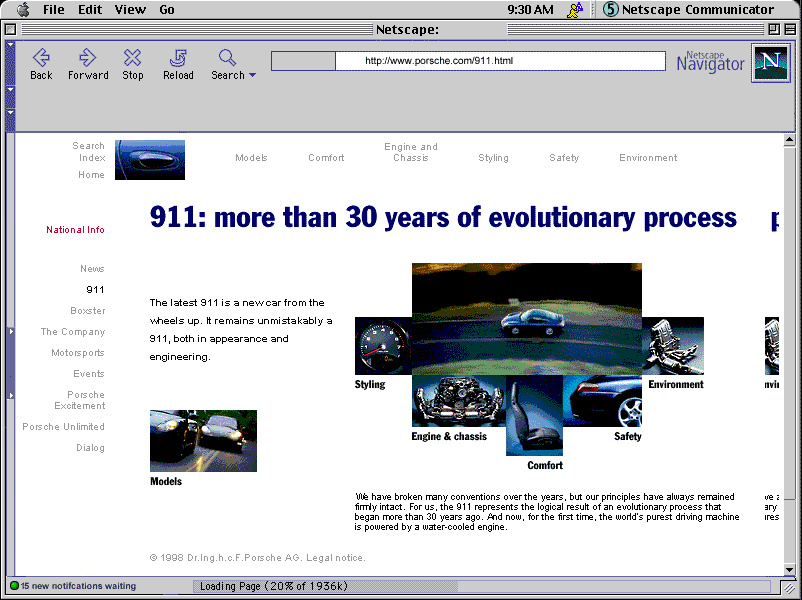 File Edit View Go 9:30 AM Netscape Communicator
Netscape:
Back Forward Stop Reload Search
http://www.porsche.com/911.html
Netscape
Navigator
N
Search
Index
Home
Models Comfort Engine and
Chassis Styling Safety Environment
National Info
911: more than 30 years of evolutionary process
News
911
Boxster
The Company
Motorsports
Events
Porsche
Excitement
Porsche Unlimited
Dialog
The latest 911 is a new car from the
wheels up. It remains unmistakably a
911, both in appearance and
engineering.
Models
Styling
Environment
Engine & chassis
Safety
Comfort
We have broken many conventions over the years, but our principles have always remained
firmly intact. For us, the 911 represents the logical result of an evolutionary process that
began more than 30 years ago. And now, for the first time, the world's purest driving machine
is powered by a water-cooled engine.
© 1998 Dr.Ing.h.c.F.Porsche AG. Legal notice.
15 new notifcations waiting
Loading Page (20% of 1936k)